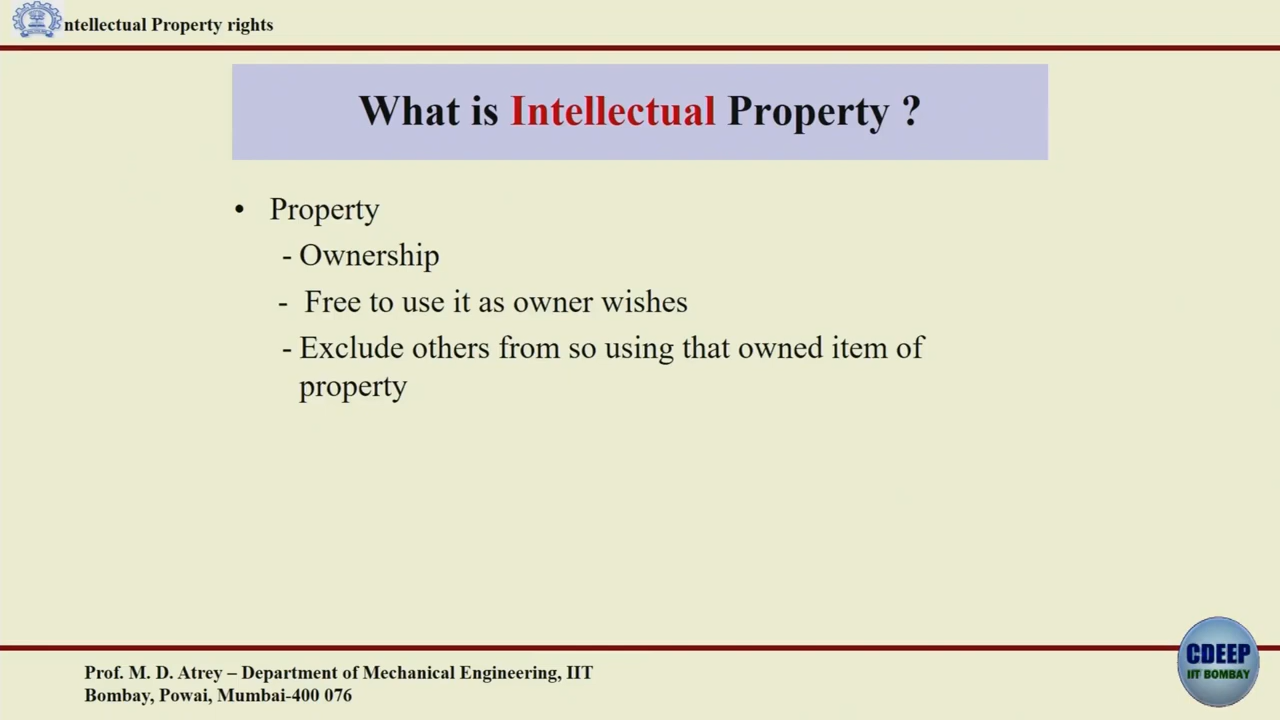 ntellectual Property rights
What is Intellectual Property ?
• Property
- Ownership
- Free to use it as owner wishes
- Exclude others from so using that owned item of
property
Prof. M. D. Atrey – Department of Mechanical Engineering, IIT
Bombay, Powai, Mumbai-400 076
CDEEP
IIT BOMBAY